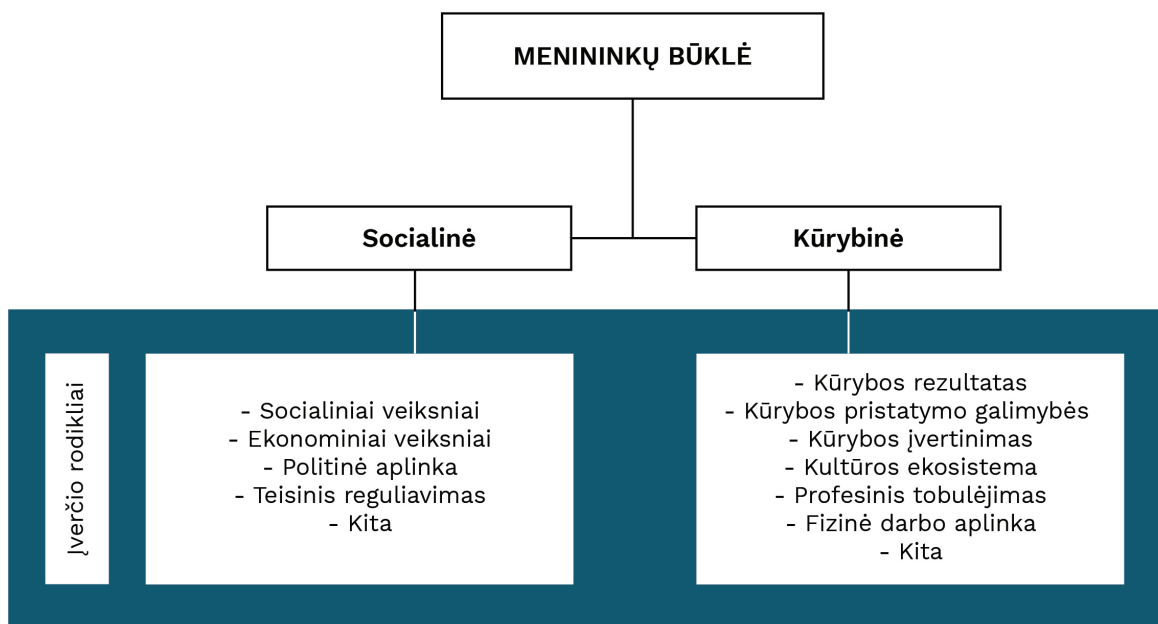 MENININKŲ BŪKLĖ
Socialinė
Kūrybinė
Įverčio rodikliai
- Socialiniai veiksniai
- Ekonominiai veiksniai
- Politinė aplinka
- Teisinis reguliavimas
- Kita
- Kūrybos rezultatas
- Kūrybos pristatymo galimybės
- Kūrybos įvertinimas
- Kultūros ekosistema
- Profesinis tobulėjimas
- Fizinė darbo aplinka
- Kita